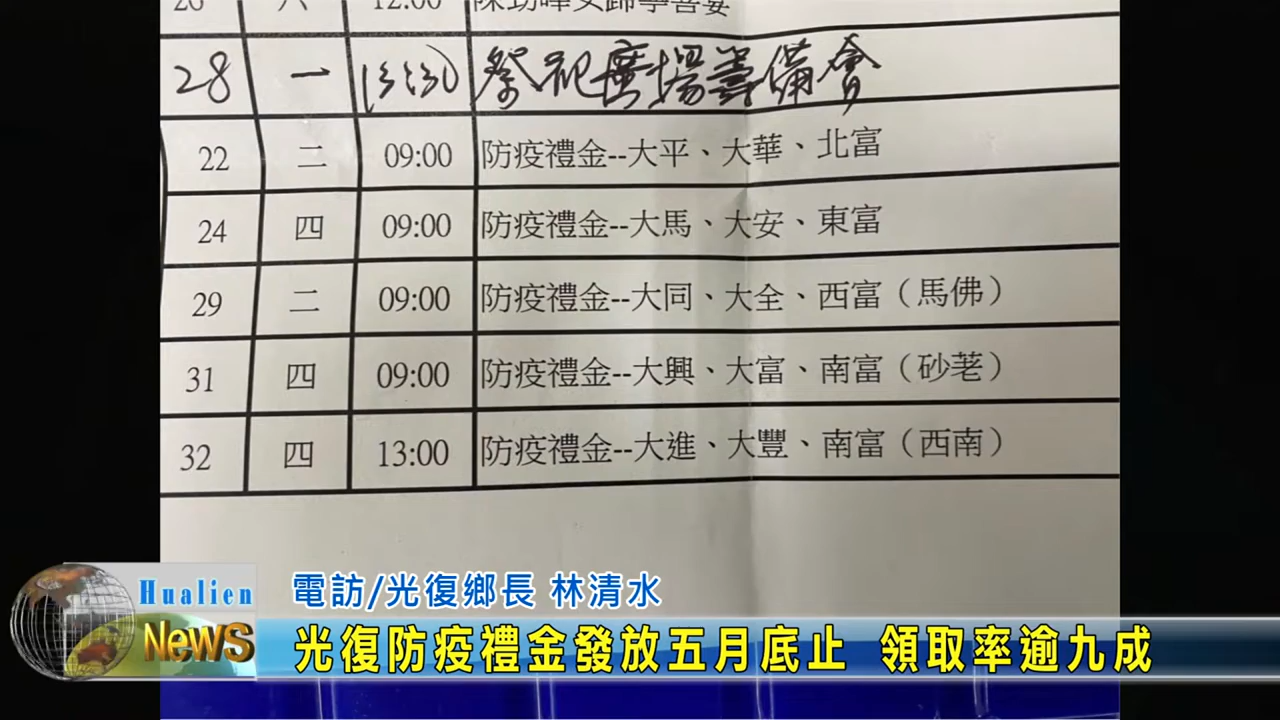 28 一 13:30 祭祀廣場籌備會
22 二 09:00 防疫禮金--大平、大華、北富
24 四 09:00 防疫禮金--大馬、大安、東富
29 二 09:00 防疫禮金--大同、大全、西富（馬佛）
31 四 09:00 防疫禮金--大興、大富、南富（砂荖）
32 四 13:00 防疫禮金--大進、大豐、南富（西南）
Hualien
News
電訪/光復鄉長 林清水
光復防疫禮金發放五月底止 領取率逾九成